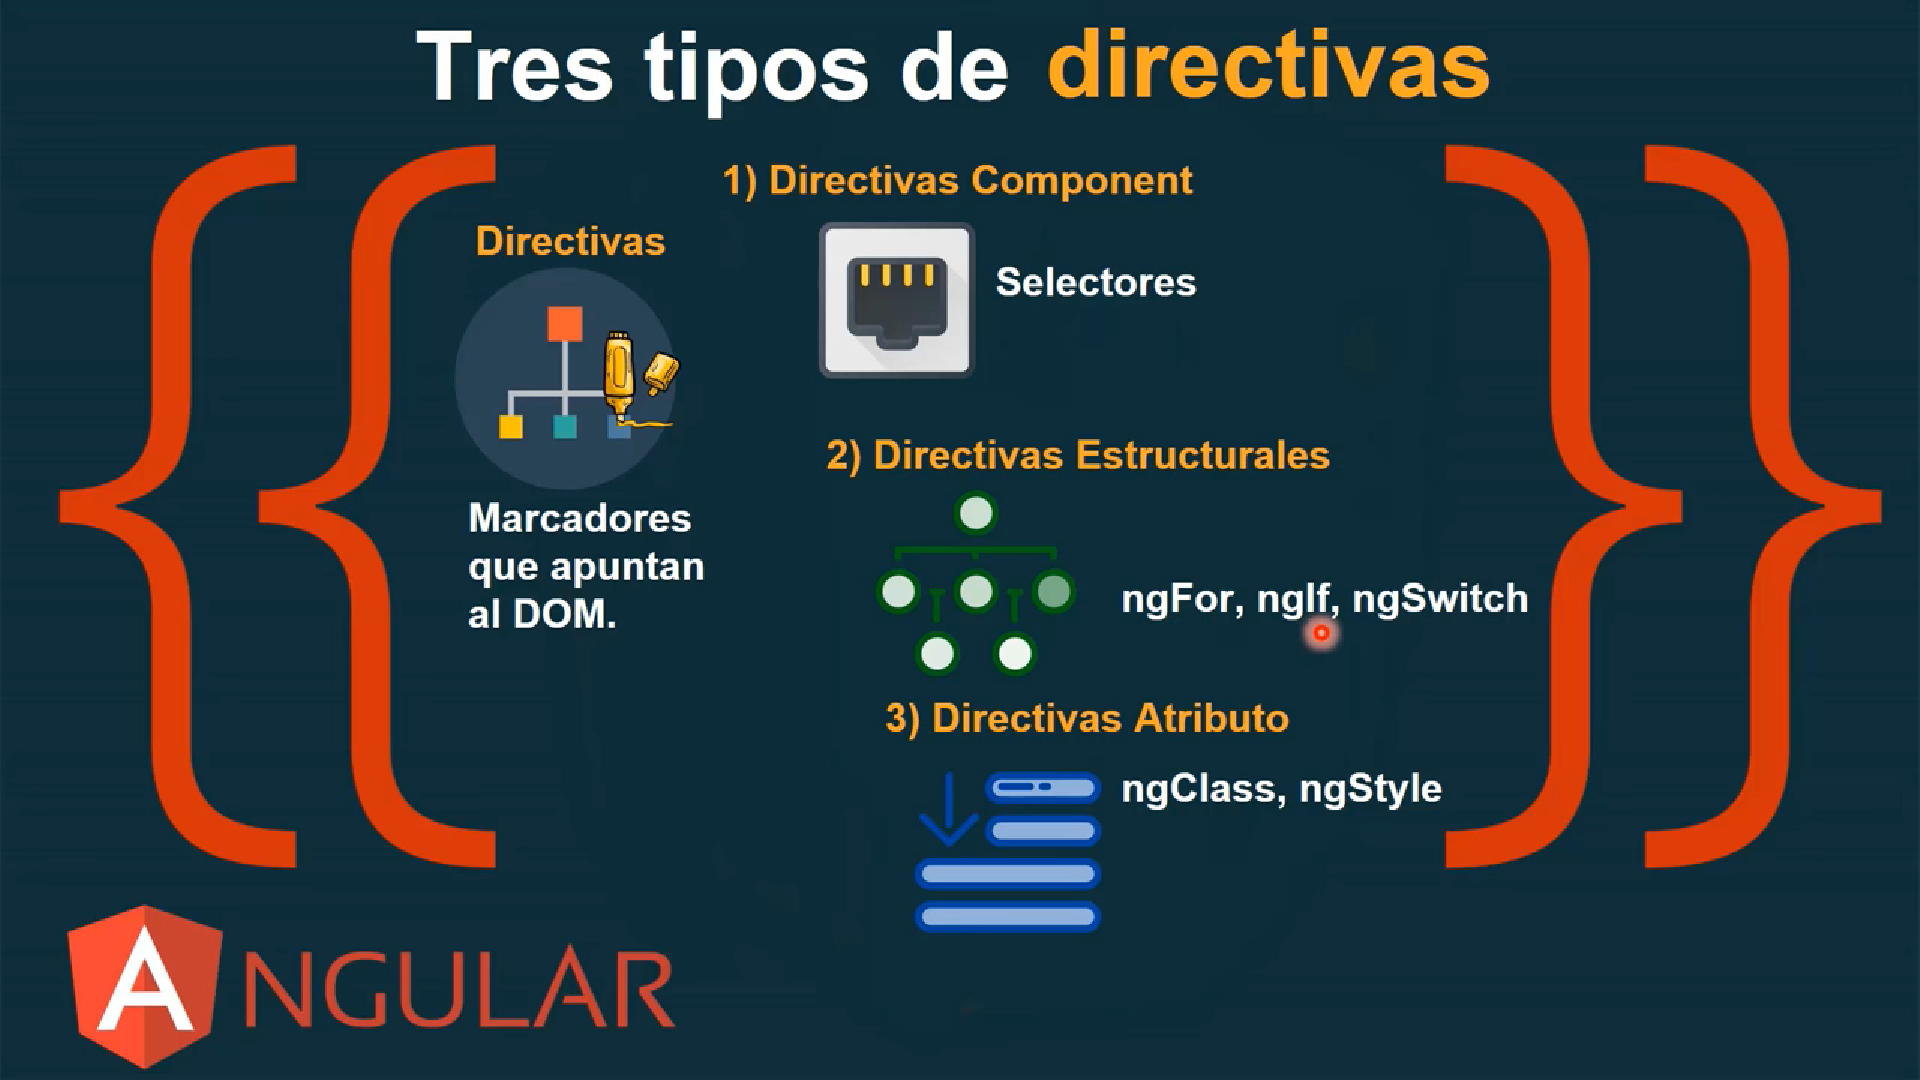 Tres tipos de directivas
1) Directivas Component
Directivas
Selectores
Marcadores
que apuntan
al DOM.
2) Directivas Estructurales
ngFor, ngIf, ngSwitch
3) Directivas Atributo
ngClass, ngStyle
ANGULAR